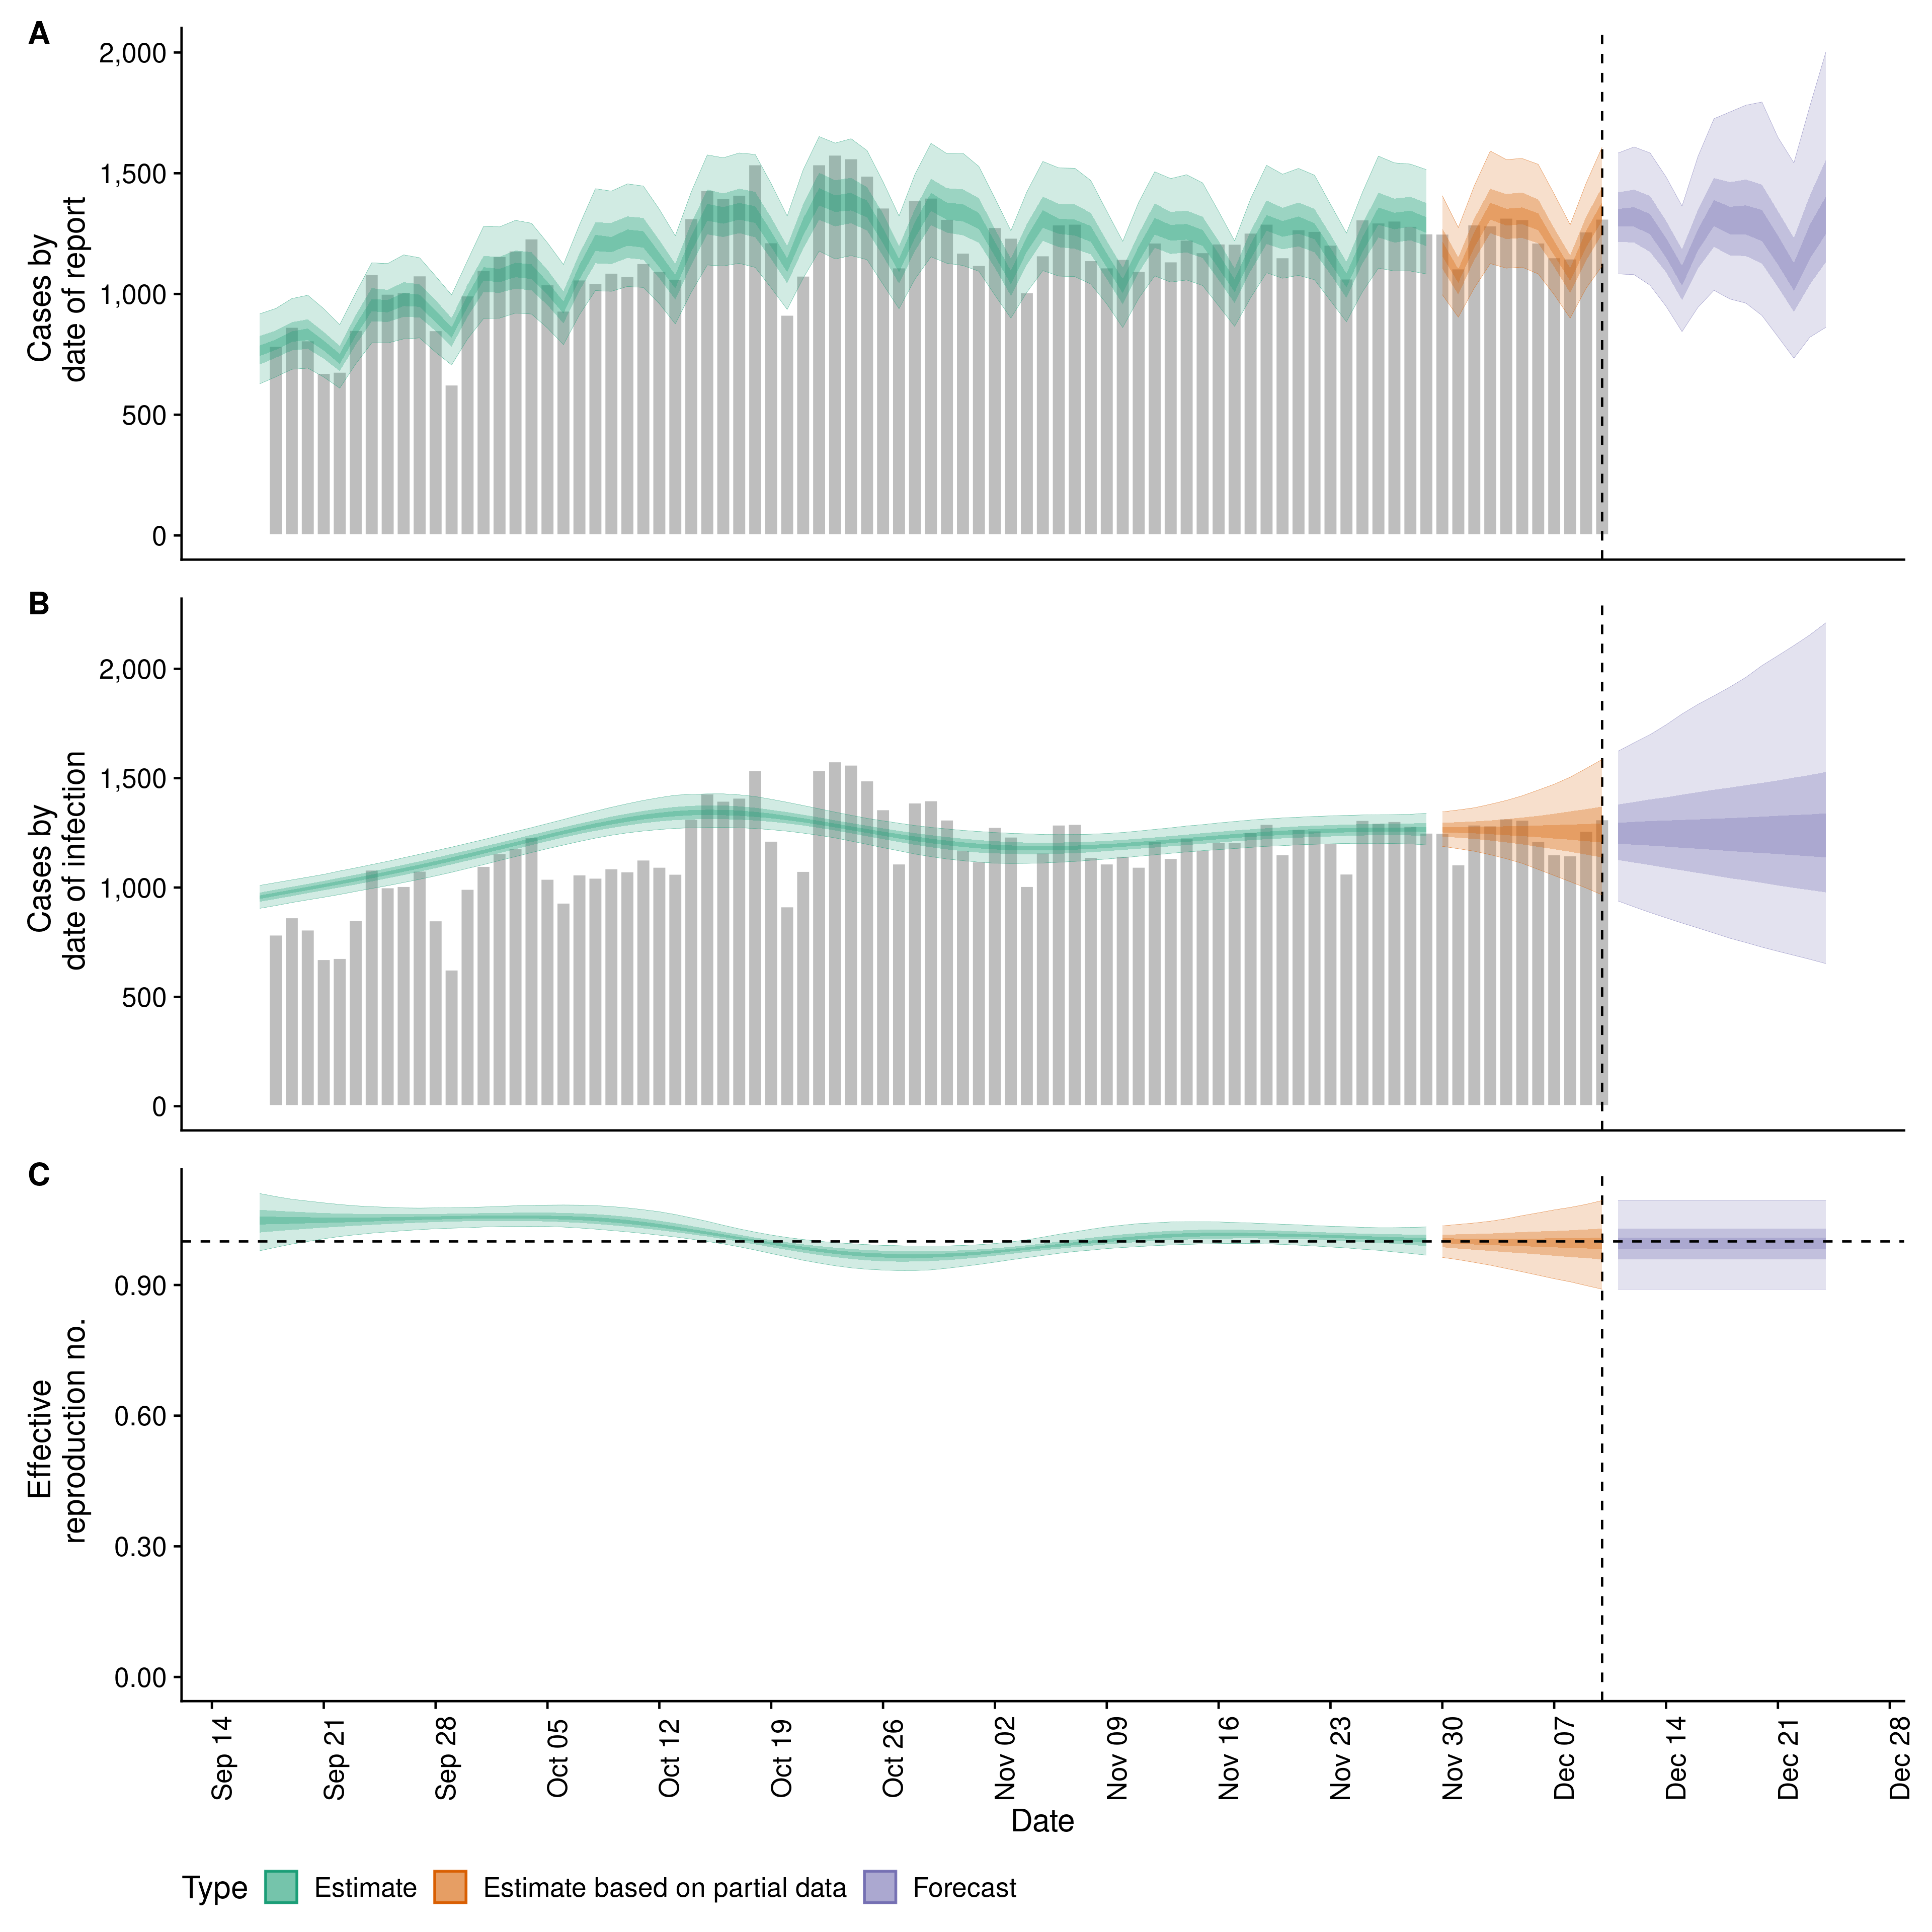 A
Cases by
date of report
2,000
1,500
1,000
500
0
B
Cases by
date of infection
2,000
1,500
1,000
500
0
C
Effective
reproduction no.
0.90
0.60
0.30
0.00
Sep 14
Sep 21
Sep 28
Oct 05
Oct 12
Oct 19
Oct 26
Nov 02
Nov 09
Nov 16
Nov 23
Nov 30
Dec 07
Dec 14
Dec 21
Dec 28
Date
Type Estimate Estimate based on partial data Forecast